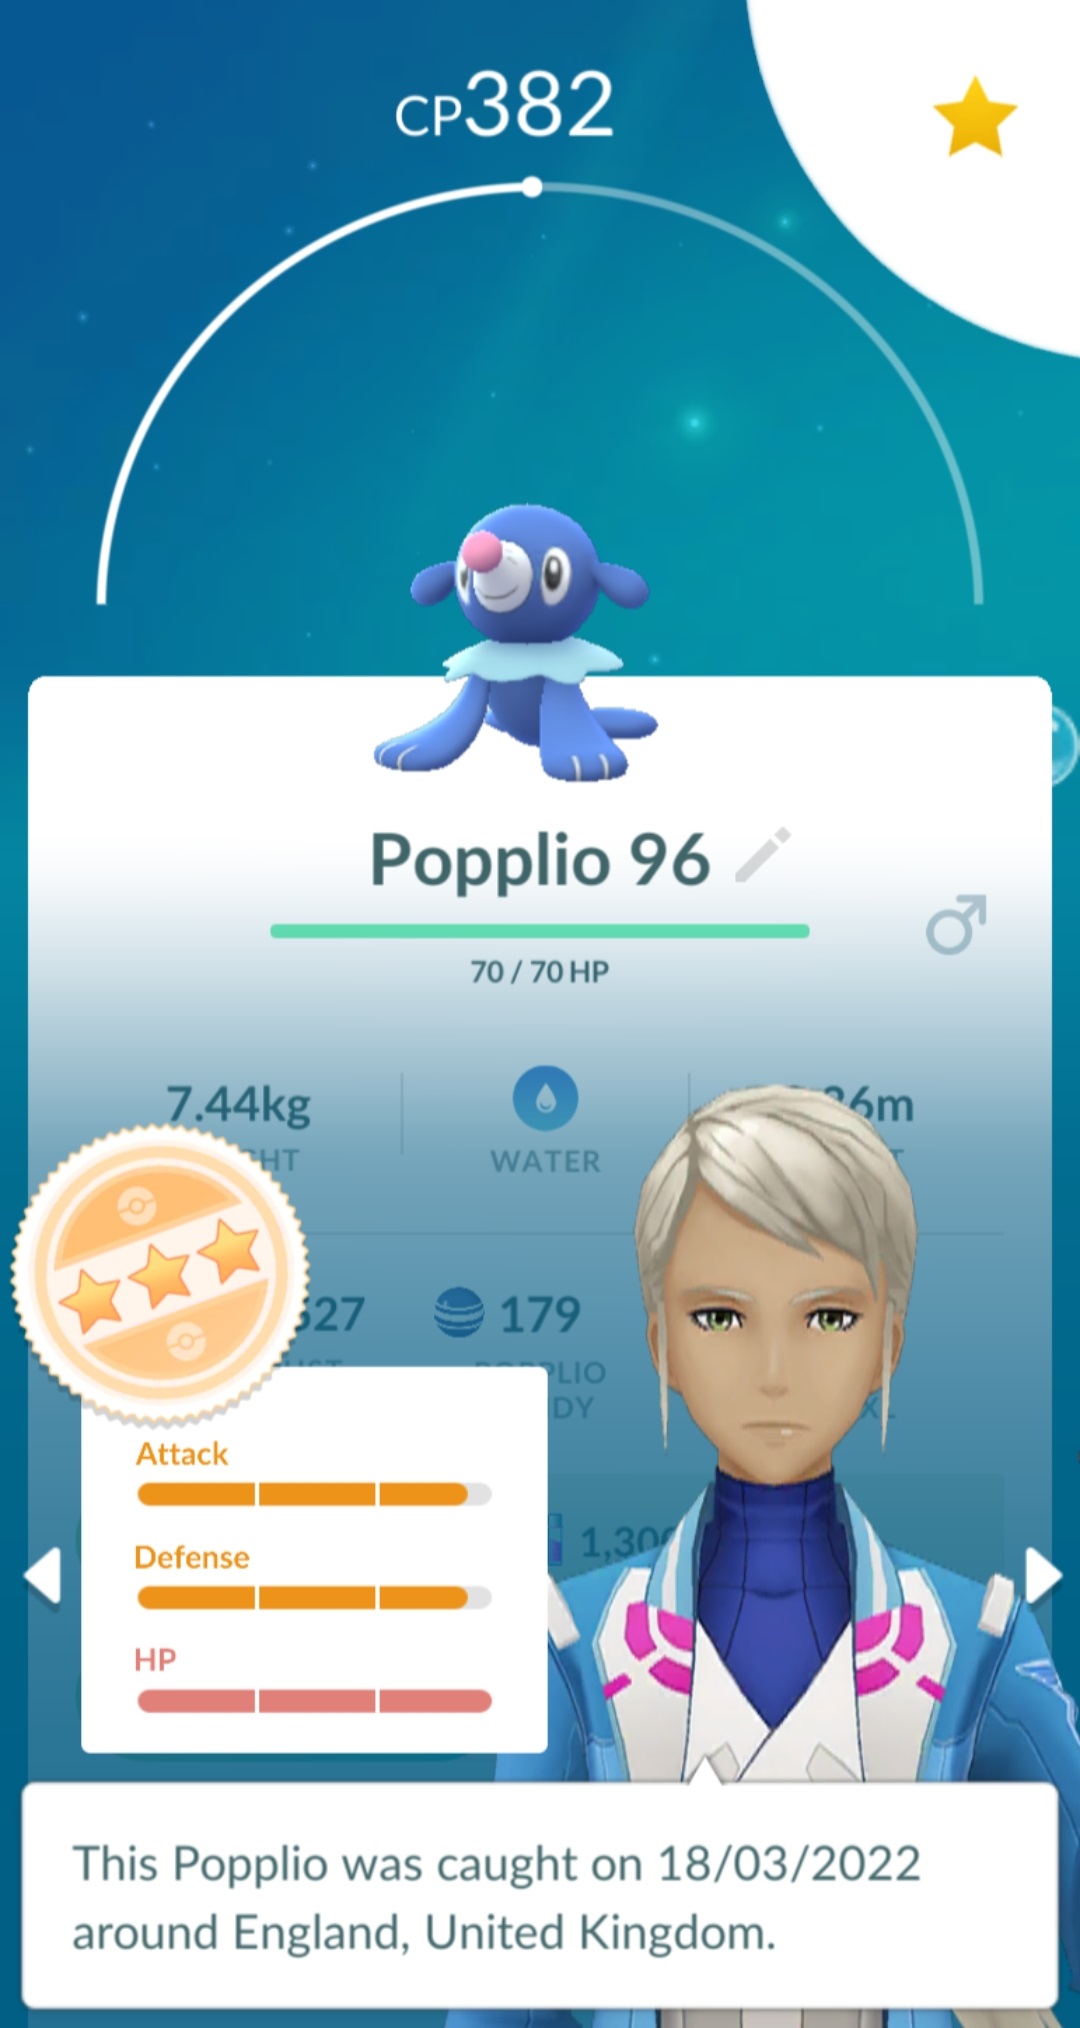 CP382
Popplio 96
70 / 70 HP
7.44kg
WATER
179
Attack
Defense
HP
This Popplio was caught on 18/03/2022
around England, United Kingdom.